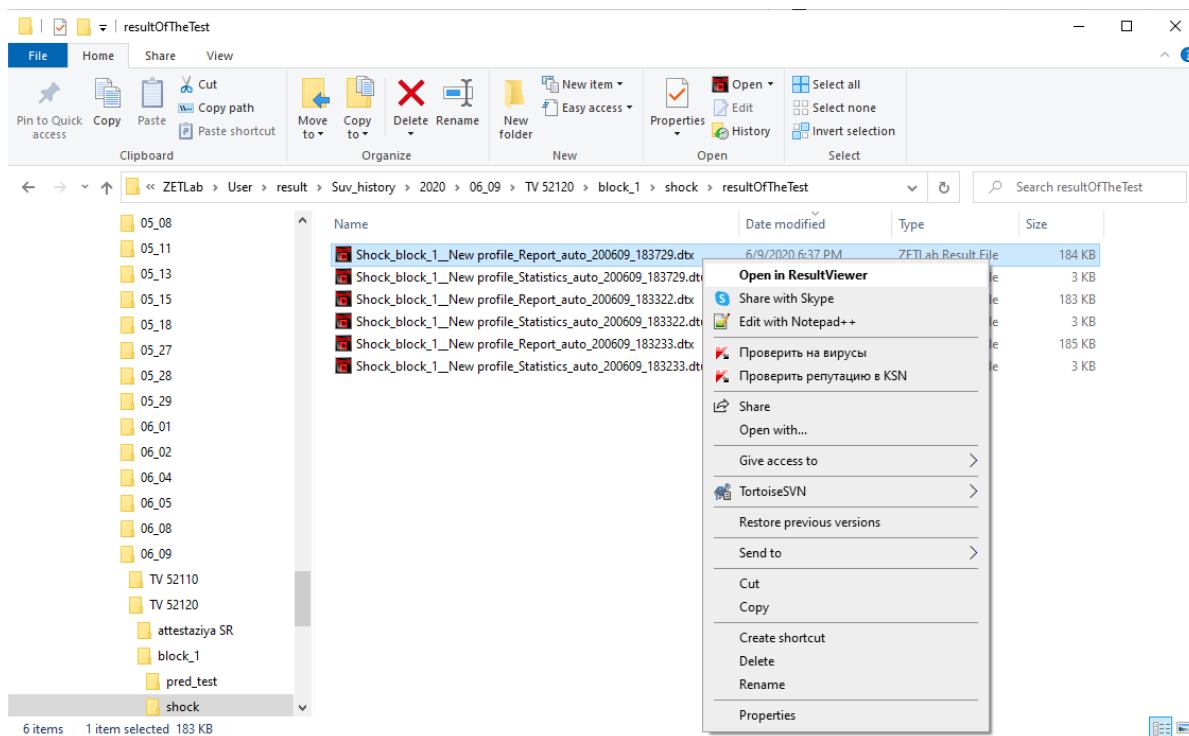 resultOfTheTest
File Home Share View
Pin to Quick access
Copy
Paste
Cut
Copy path
Paste shortcut
Move to
Copy to
Delete
Rename
New folder
New item
Easy access
Properties
Open
Edit
History
Select all
Select none
Invert selection
Clipboard Organize New Open Select
« ZETLab > User > result > Suv_history > 2020 > 06_09 > TV 52120 > block_1 > shock > resultOfTheTest
Search resultOfTheTest
Name Date modified Type Size
05_08
05_11
05_13
05_15
05_18
05_27
05_28
05_29
06_01
06_02
06_04
06_05
06_08
06_09
TV 52110
TV 52120
attestaziya SR
block_1
pred_test
shock
Shock_block_1__New profile_Report_auto_200609_183729.dtx 6/9/2020 6:37 PM ZETLab Result File 184 KB
Shock_block_1__New profile_Statistics_auto_200609_183729.dt le 3 KB
Shock_block_1__New profile_Report_auto_200609_183322.dtx le 183 KB
Shock_block_1__New profile_Statistics_auto_200609_183322.dt le 3 KB
Shock_block_1__New profile_Report_auto_200609_183233.dtx le 185 KB
Shock_block_1__New profile_Statistics_auto_200609_183233.dt le 3 KB
Open in ResultViewer
Share with Skype
Edit with Notepad++
Проверить на вирусы
Проверить репутацию в KSN
Share
Open with...
Give access to
TortoiseSVN
Restore previous versions
Send to
Cut
Copy
Create shortcut
Delete
Rename
Properties
6 items 1 item selected 183 KB